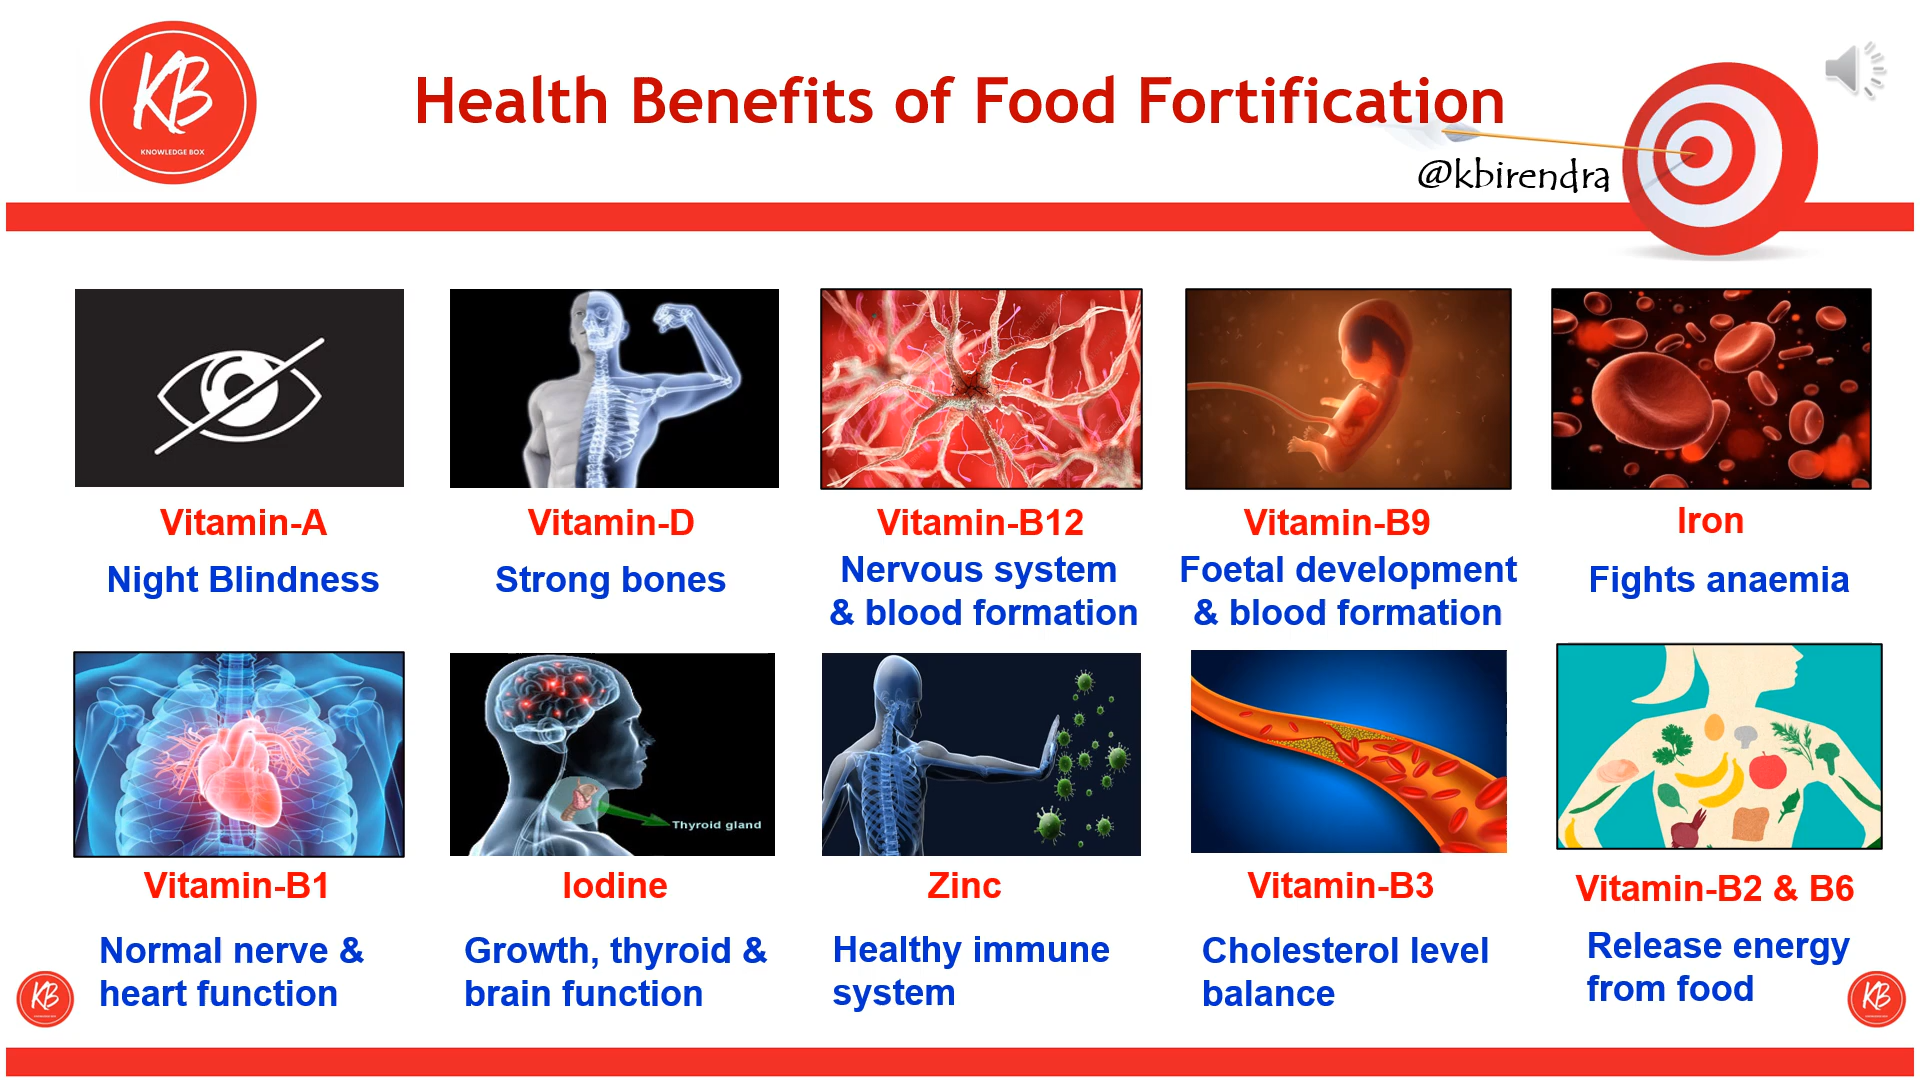 KB
KNOWLEDGE BOX
Health Benefits of Food Fortification
@kbirendra
Vitamin-A
Night Blindness
Vitamin-D
Strong bones
Vitamin-B12
Nervous system
& blood formation
Vitamin-B9
Foetal development
& blood formation
Iron
Fights anaemia
Vitamin-B1
Normal nerve &
heart function
Thyroid gland
Iodine
Growth, thyroid &
brain function
Zinc
Healthy immune
system
Vitamin-B3
Cholesterol level
balance
Vitamin-B2 & B6
Release energy
from food
KB
KB